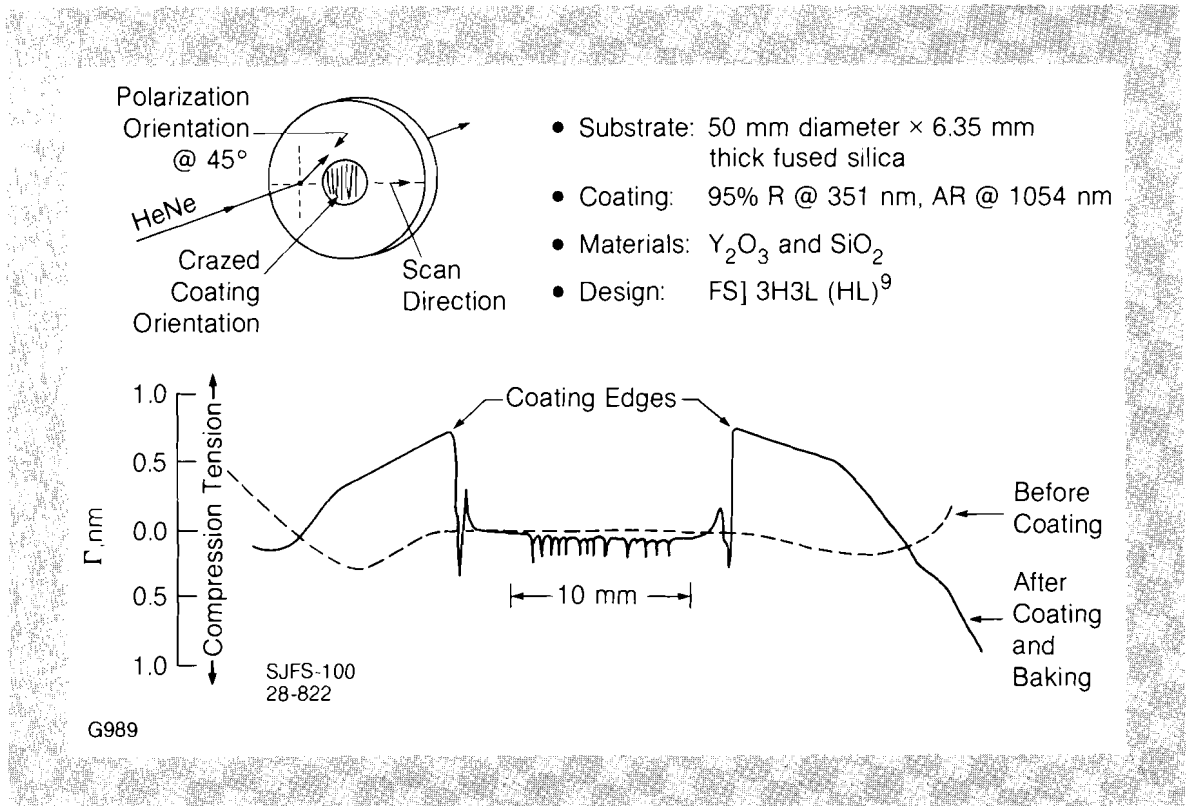 Polarization
Orientation
@ 45°
HeNe
Crazed
Coating
Orientation
Scan
Direction
• Substrate: 50 mm diameter × 6.35 mm
thick fused silica
• Coating: 95% R @ 351 nm, AR @ 1054 nm
• Materials: Y₂O₃ and SiO₂
• Design: FS] 3H3L (HL)⁹
Γ,nm
1.0
0.5
0.0
0.5
1.0
Compression Tension
Coating Edges
10 mm
Before
Coating
After
Coating
and
Baking
SJFS-100
28-822
G989